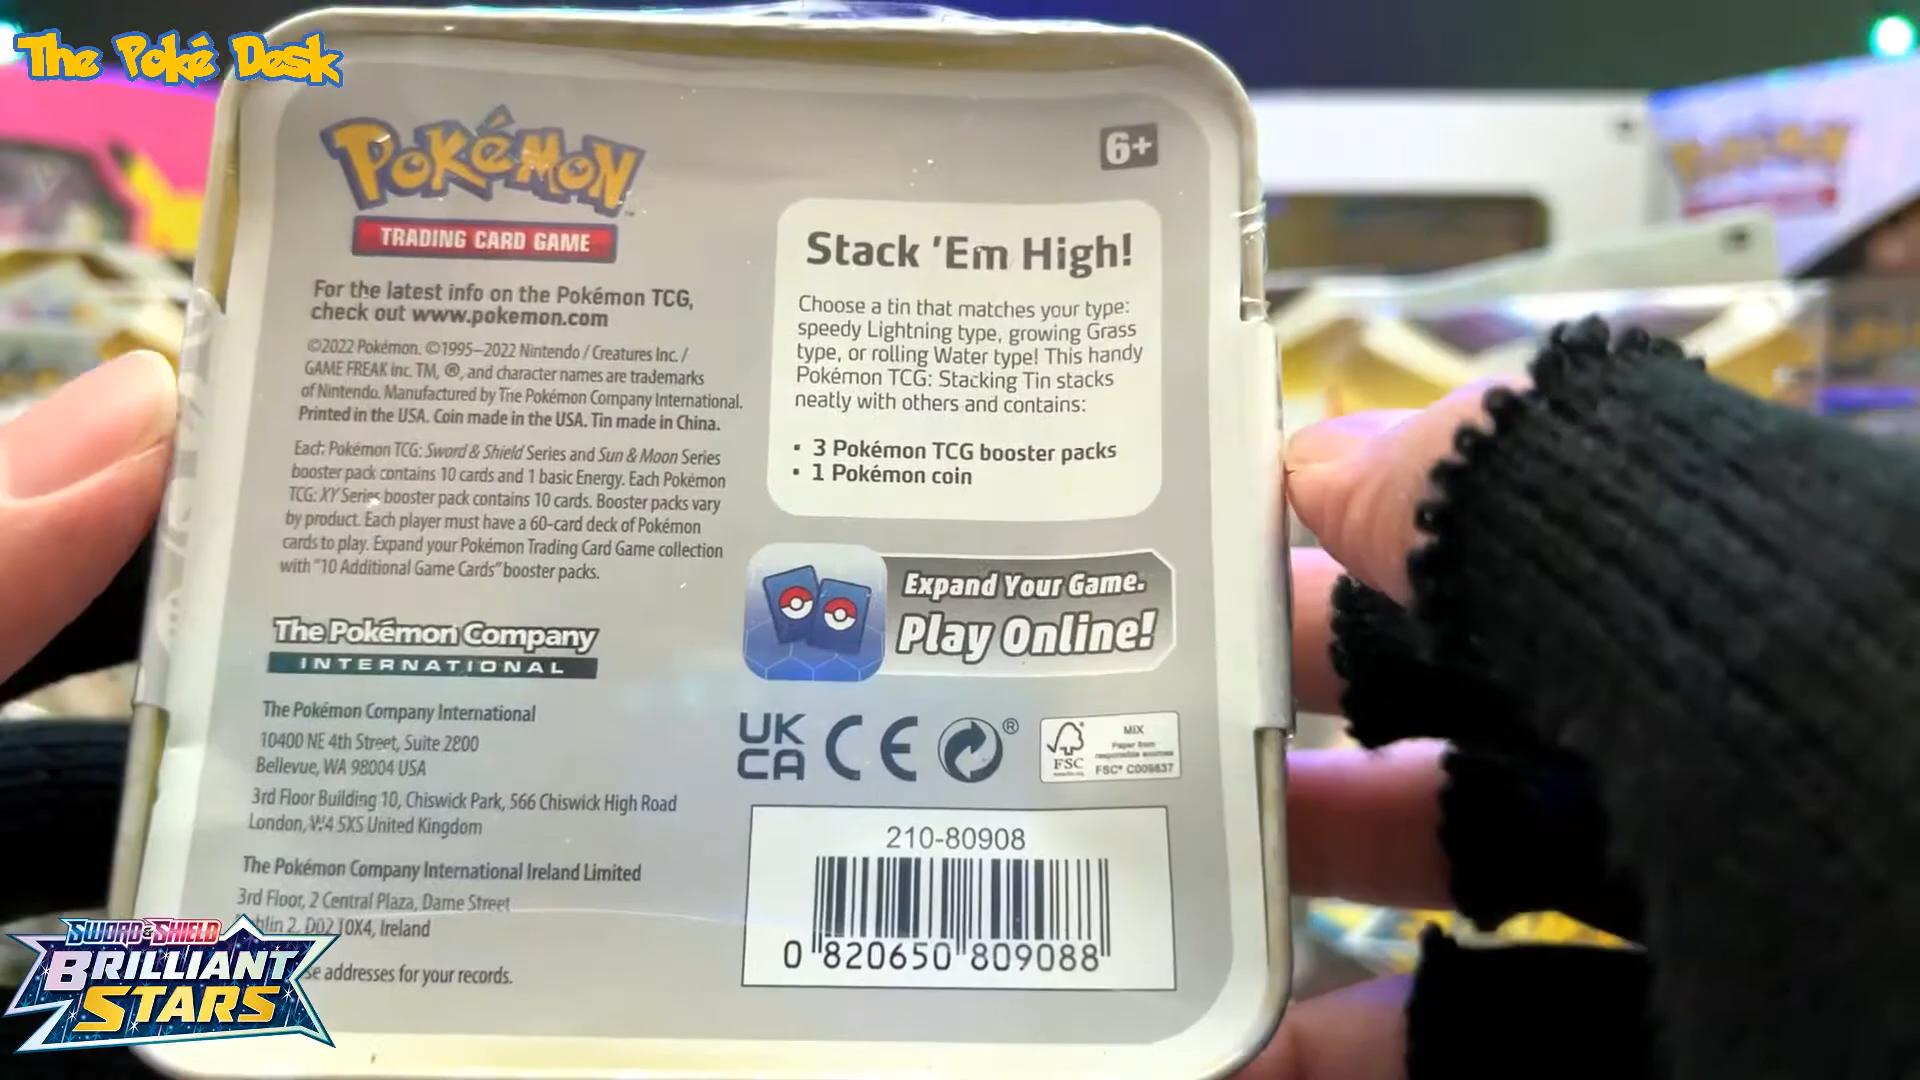 The Poké Desk
POKéMON
TRADING CARD GAME
6+
For the latest info on the Pokémon TCG,
check out www.pokemon.com
©2022 Pokémon. ©1995–2022 Nintendo / Creatures Inc. /
GAME FREAK inc. TM, ®, and character names are trademarks
of Nintendo. Manufactured by The Pokémon Company International.
Printed in the USA. Coin made in the USA. Tin made in China.
Each Pokémon TCG: Sword & Shield Series and Sun & Moon Series
booster pack contains 10 cards and 1 basic Energy. Each Pokémon
TCG: XY Series booster pack contains 10 cards. Booster packs vary
by product. Each player must have a 60-card deck of Pokémon
cards to play. Expand your Pokémon Trading Card Game collection
with "10 Additional Game Cards" booster packs.
The Pokémon Company
INTERNATIONAL
The Pokémon Company International
10400 NE 4th Street, Suite 2800
Bellevue, WA 98004 USA
3rd Floor Building 10, Chiswick Park, 566 Chiswick High Road
London, W4 5XS United Kingdom
The Pokémon Company International Ireland Limited
3rd Floor, 2 Central Plaza, Dame Street
2, D02 T0X4, Ireland
addresses for your records.
Stack 'Em High!
Choose a tin that matches your type:
speedy Lightning type, growing Grass
type, or rolling Water type! This handy
Pokémon TCG: Stacking Tin stacks
neatly with others and contains:
• 3 Pokémon TCG booster packs
• 1 Pokémon coin
Expand Your Game.
Play Online!
UK
CA CE ®
FSC
MIX
Paper from
responsible sources
FSC® C009837
210-80908
0 820650 809088
SWORD & SHIELD
BRILLIANT
STARS